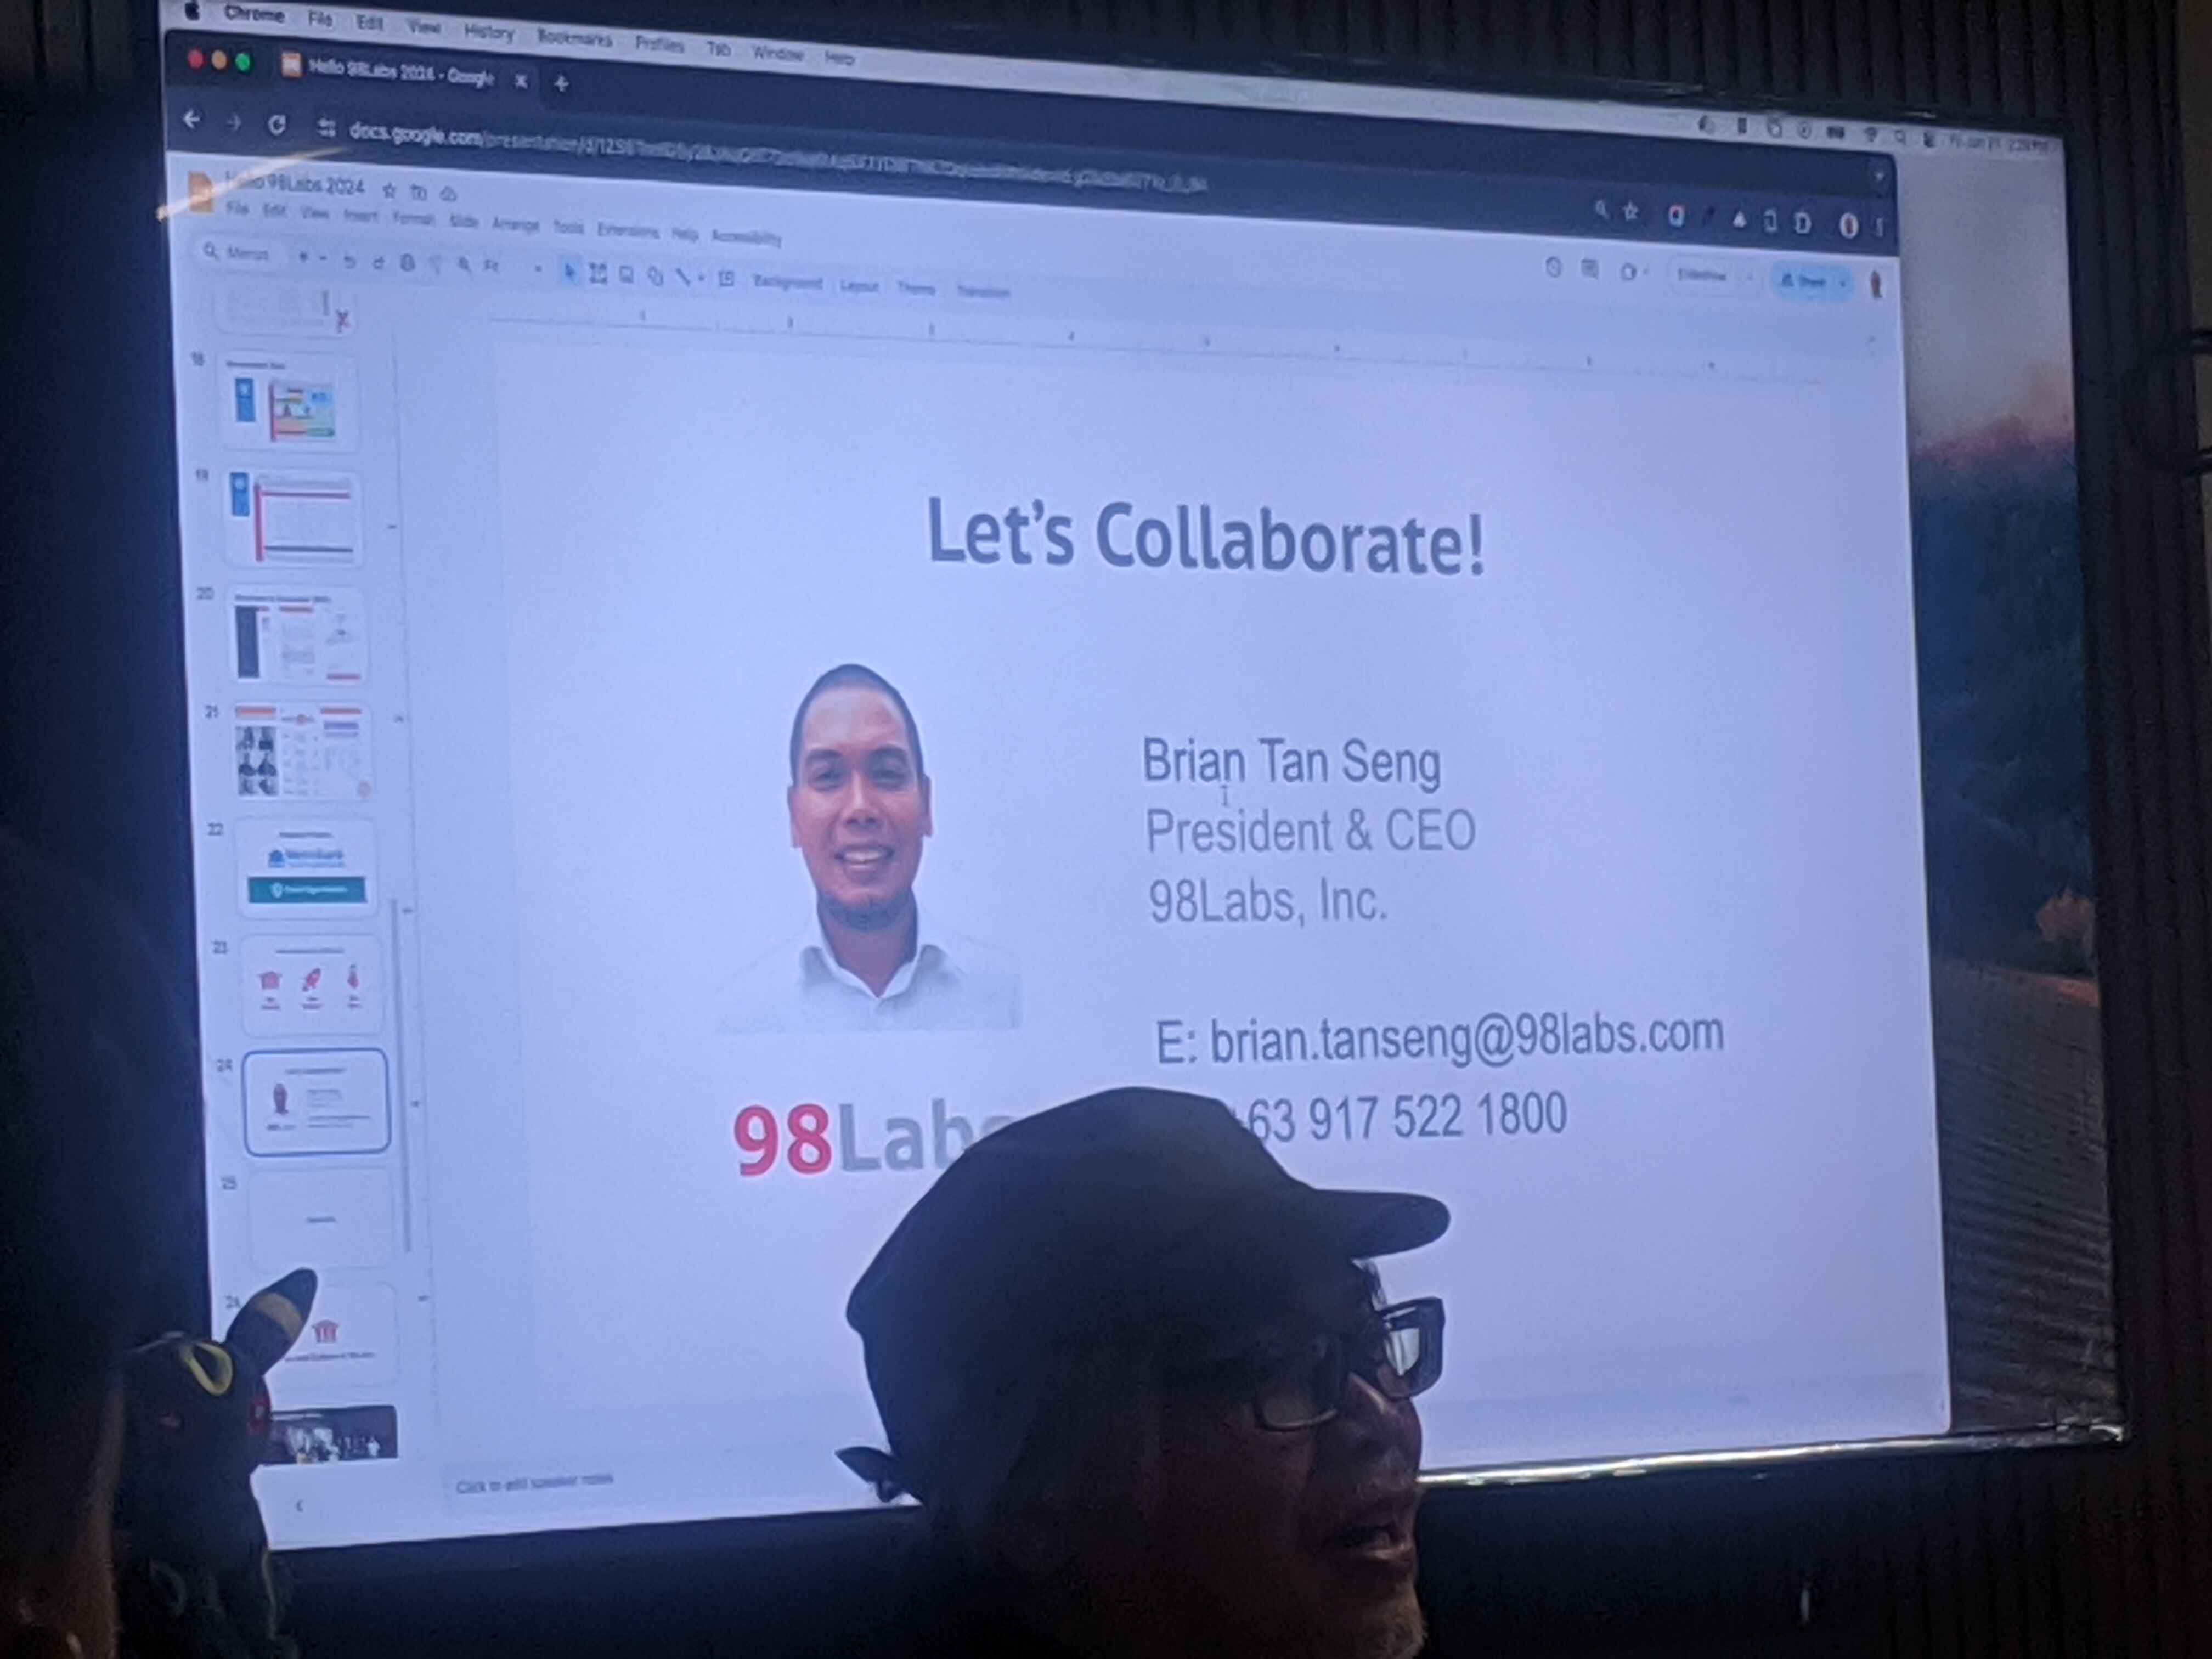 Chrome File Edit View History Bookmarks Profiles Tab Window Help
Hello 98Labs 2024 - Google
docs.google.com/presentation/d/
Hello 98Labs 2024
File Edit View Insert Format Slide Arrange Tools Extensions Help Accessibility
Menus Fit Background Layout Theme Transition
Slideshow Share
18
19
20
21
22
23
24
25
26
Let's Collaborate!
Brian Tan Seng
President & CEO
98Labs, Inc.
E: brian.tanseng@98labs.com
+63 917 522 1800
98Labs
Click to add speaker notes